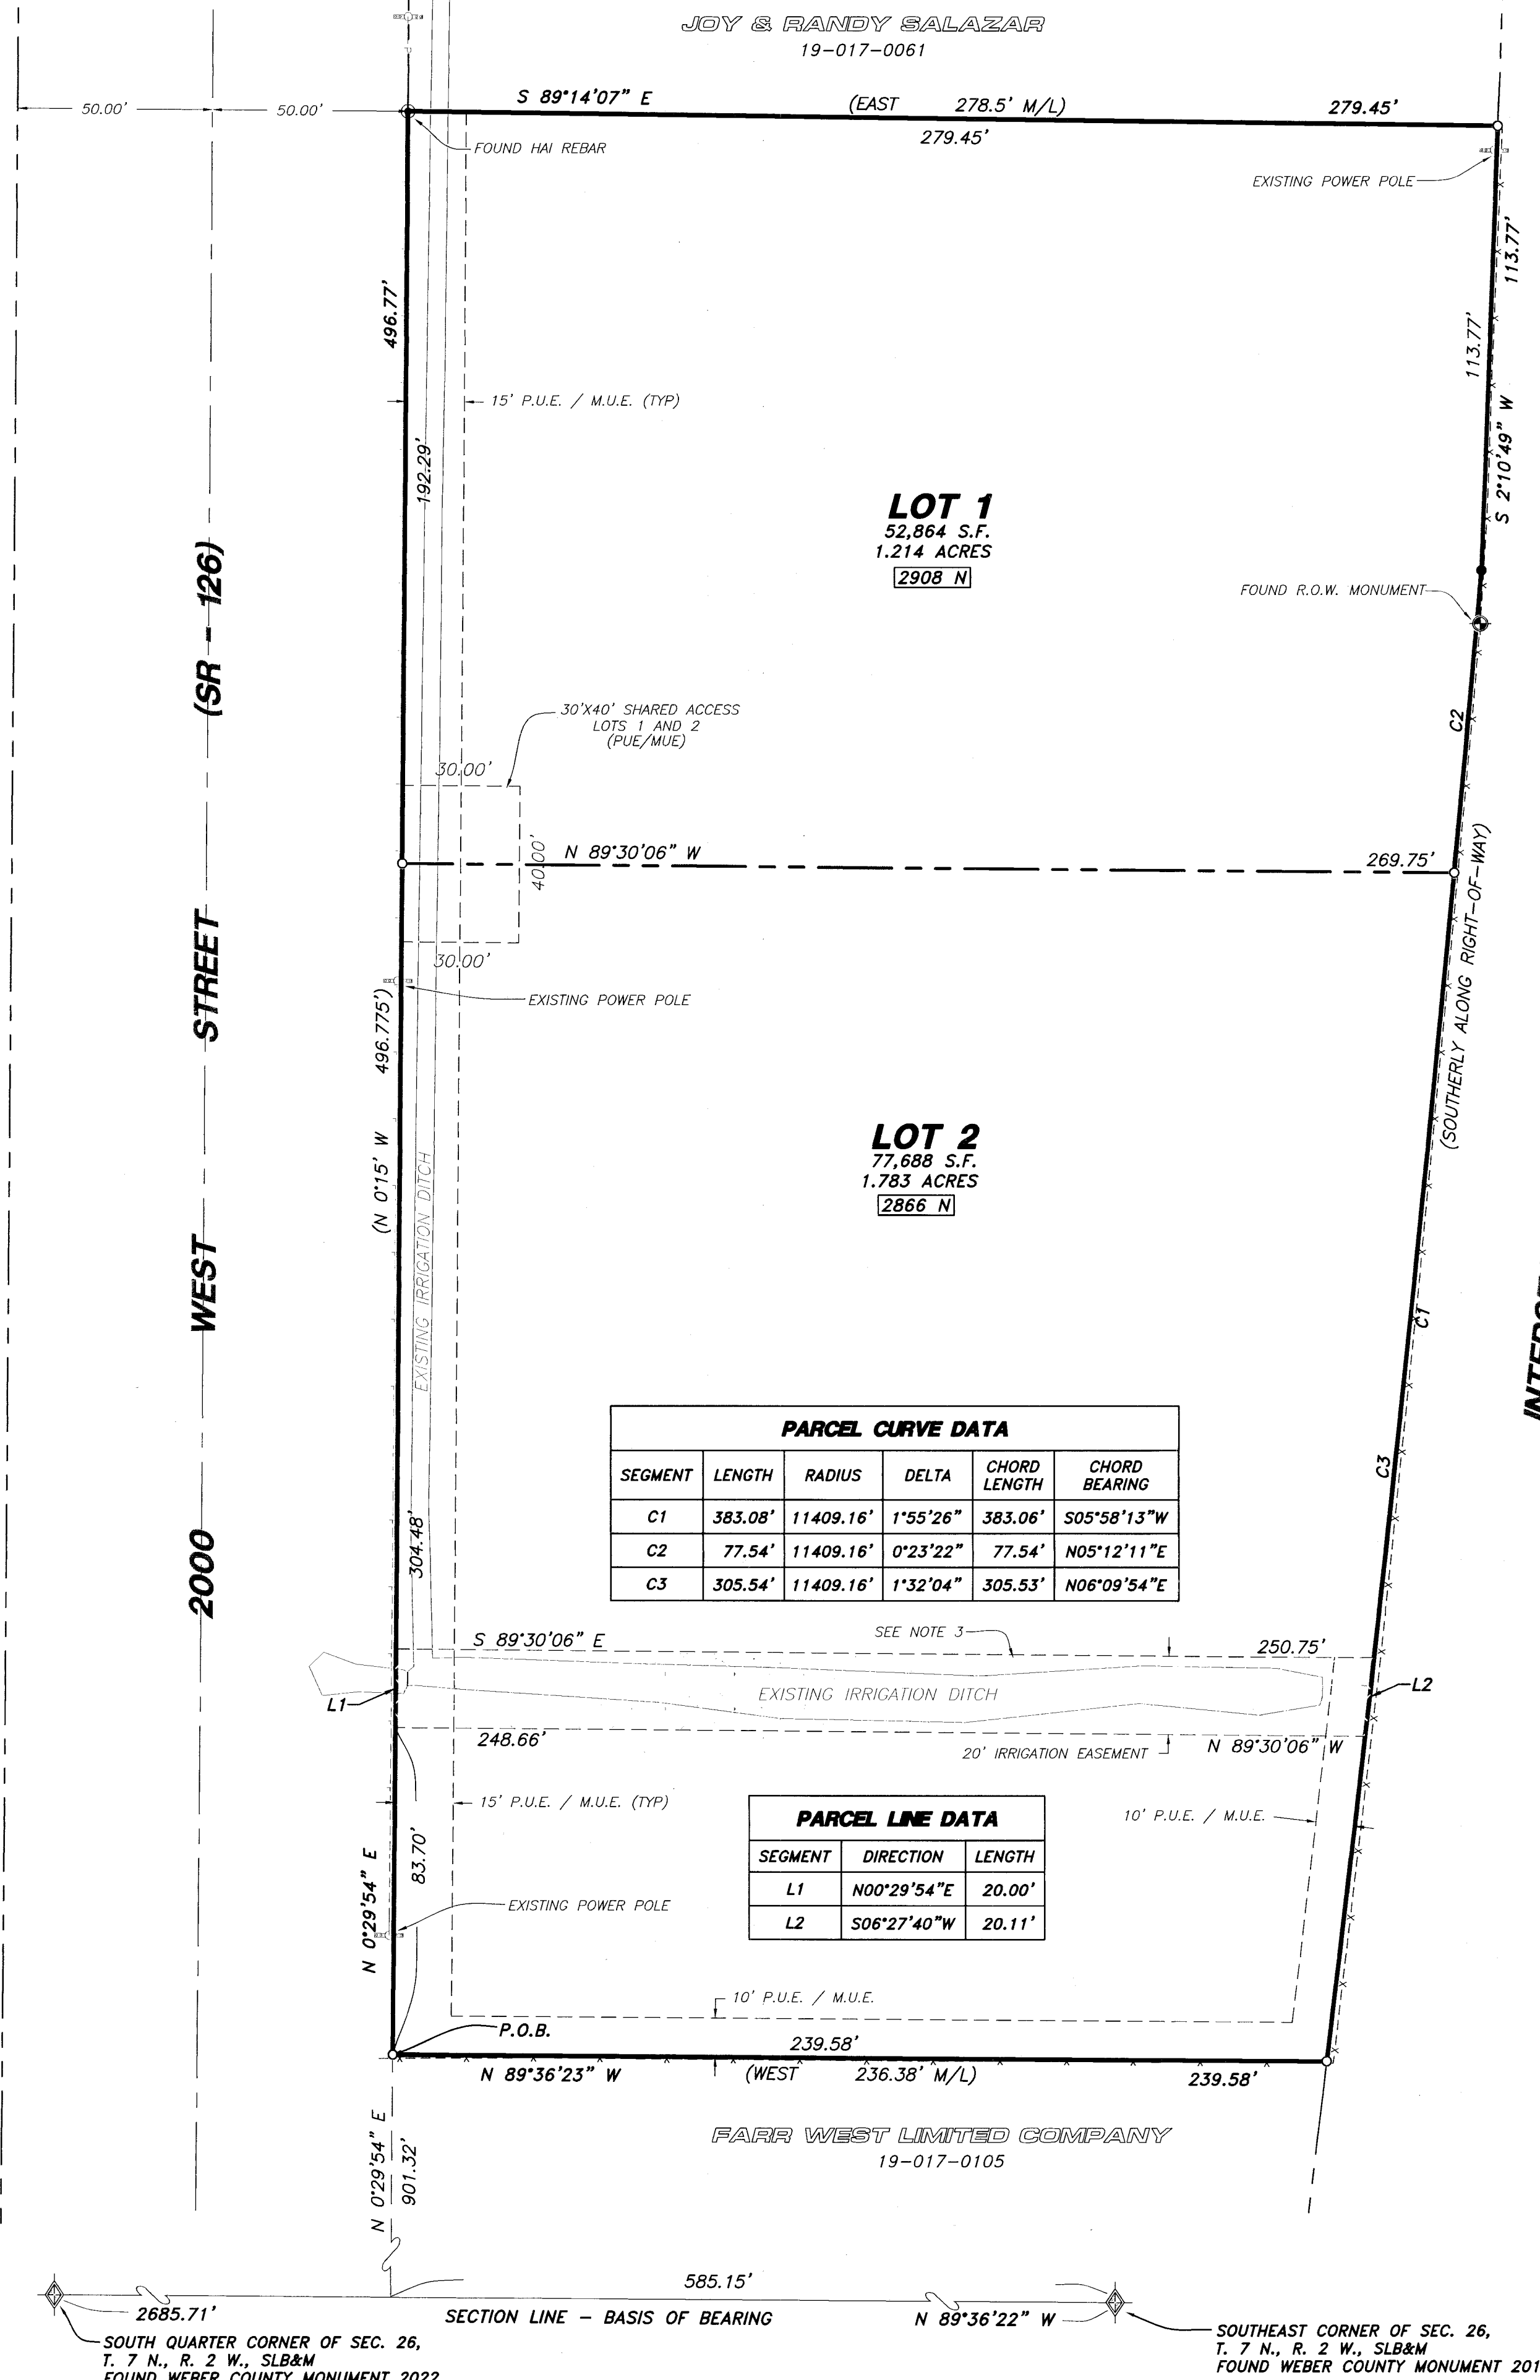 JOY & RANDY SALAZAR
19-017-0061
50.00'
50.00'
S 89°14'07" E
(EAST 278.5' M/L)
279.45'
279.45'
FOUND HAI REBAR
EXISTING POWER POLE
113.77'
113.77'
S 2°10'49" W
496.77'
15' P.U.E. / M.U.E. (TYP)
192.29'
LOT 1
52,864 S.F.
1.214 ACRES
2908 N
FOUND R.O.W. MONUMENT
C2
30'X40' SHARED ACCESS
LOTS 1 AND 2
(PUE/MUE)
30.00'
40.00'
N 89°30'06" W
269.75'
30.00'
EXISTING POWER POLE
(SOUTHERLY ALONG RIGHT-OF-WAY)
(N 0°15' W 496.775')
2000 WEST STREET (SR - 126)
LOT 2
77,688 S.F.
1.783 ACRES
2866 N
EXISTING IRRIGATION DITCH
C1
C3
304.48'
PARCEL CURVE DATA
SEGMENT LENGTH RADIUS DELTA CHORD LENGTH CHORD BEARING
C1 383.08' 11409.16' 1°55'26" 383.06' S05°58'13"W
C2 77.54' 11409.16' 0°23'22" 77.54' N05°12'11"E
C3 305.54' 11409.16' 1°32'04" 305.53' N06°09'54"E
S 89°30'06" E
SEE NOTE 3
250.75'
EXISTING IRRIGATION DITCH
L1
L2
248.66'
20' IRRIGATION EASEMENT
N 89°30'06" W
15' P.U.E. / M.U.E. (TYP)
10' P.U.E. / M.U.E.
83.70'
N 0°29'54" E
PARCEL LINE DATA
SEGMENT DIRECTION LENGTH
L1 N00°29'54"E 20.00'
L2 S06°27'40"W 20.11'
EXISTING POWER POLE
10' P.U.E. / M.U.E.
P.O.B.
239.58'
N 89°36'23" W
(WEST 236.38' M/L)
239.58'
FARR WEST LIMITED COMPANY
19-017-0105
N 0°29'54" E
901.32'
585.15'
2685.71'
SECTION LINE - BASIS OF BEARING
N 89°36'22" W
SOUTH QUARTER CORNER OF SEC. 26,
T. 7 N., R. 2 W., SLB&M
FOUND WEBER COUNTY MONUMENT 2022
SOUTHEAST CORNER OF SEC. 26,
T. 7 N., R. 2 W., SLB&M
FOUND WEBER COUNTY MONUMENT 201